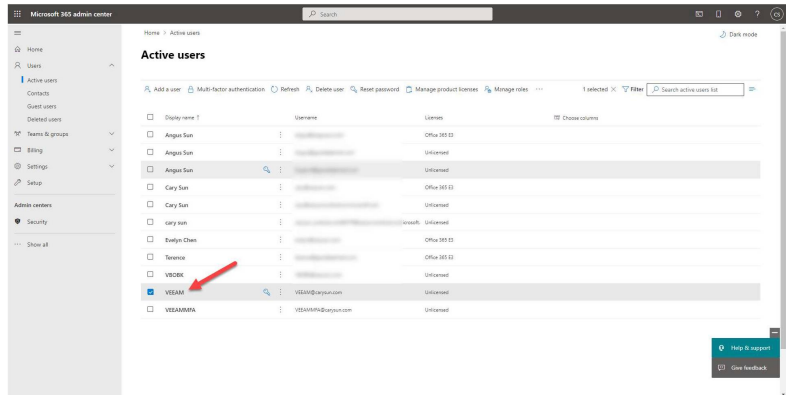 Microsoft 365 admin center
Search
? CS
Home > Active users
Dark mode
Home
Users
Active users
Contacts
Guest users
Deleted users
Teams & groups
Billing
Settings
Setup
Admin centers
Security
Show all
Active users
Add a user Multi-factor authentication Refresh Delete user Reset password Manage product licenses Manage roles ... 1 selected × Filter Search active users list
Display name ↑ Username Licenses Choose columns
Angus Sun Office 365 E3
Angus Sun Unlicensed
Angus Sun Unlicensed
Cary Sun Office 365 E3
Cary Sun Unlicensed
cary sun Unlicensed
Evelyn Chen Office 365 E3
Terence Office 365 E3
VBOBK Unlicensed
VEEAM VEEAM@carysun.com Unlicensed
VEEAMMFA VEEAMMFA@carysun.com Unlicensed
Help & support
Give feedback